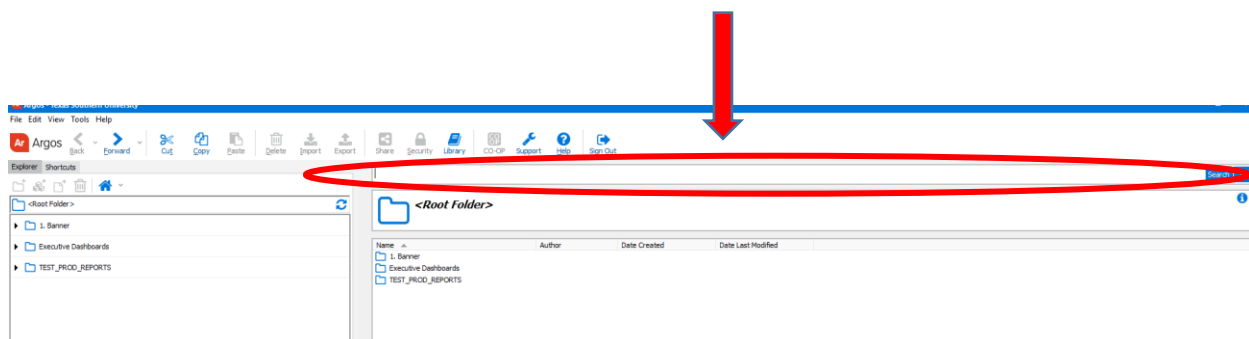 Argos - Texas Southern University
File Edit View Tools Help
Ar Argos Back Forward Cut Copy Paste Delete Import Export Share Security Library CO-OP Support Help Sign Out
Explorer Shortcuts
Search
<Root Folder>
<Root Folder>
1. Banner
Executive Dashboards
TEST_PROD_REPORTS
Name Author Date Created Date Last Modified
1. Banner
Executive Dashboards
TEST_PROD_REPORTS